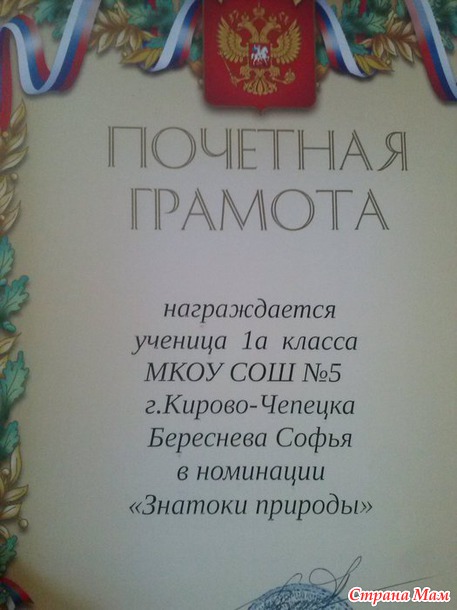 ПОЧЕТНАЯ
ГРАМОТА
награждается
ученица 1а класса
МКОУ СОШ №5
г.Кирово-Чепецка
Береснева Софья
в номинации
«Знатоки природы»
Страна Мам